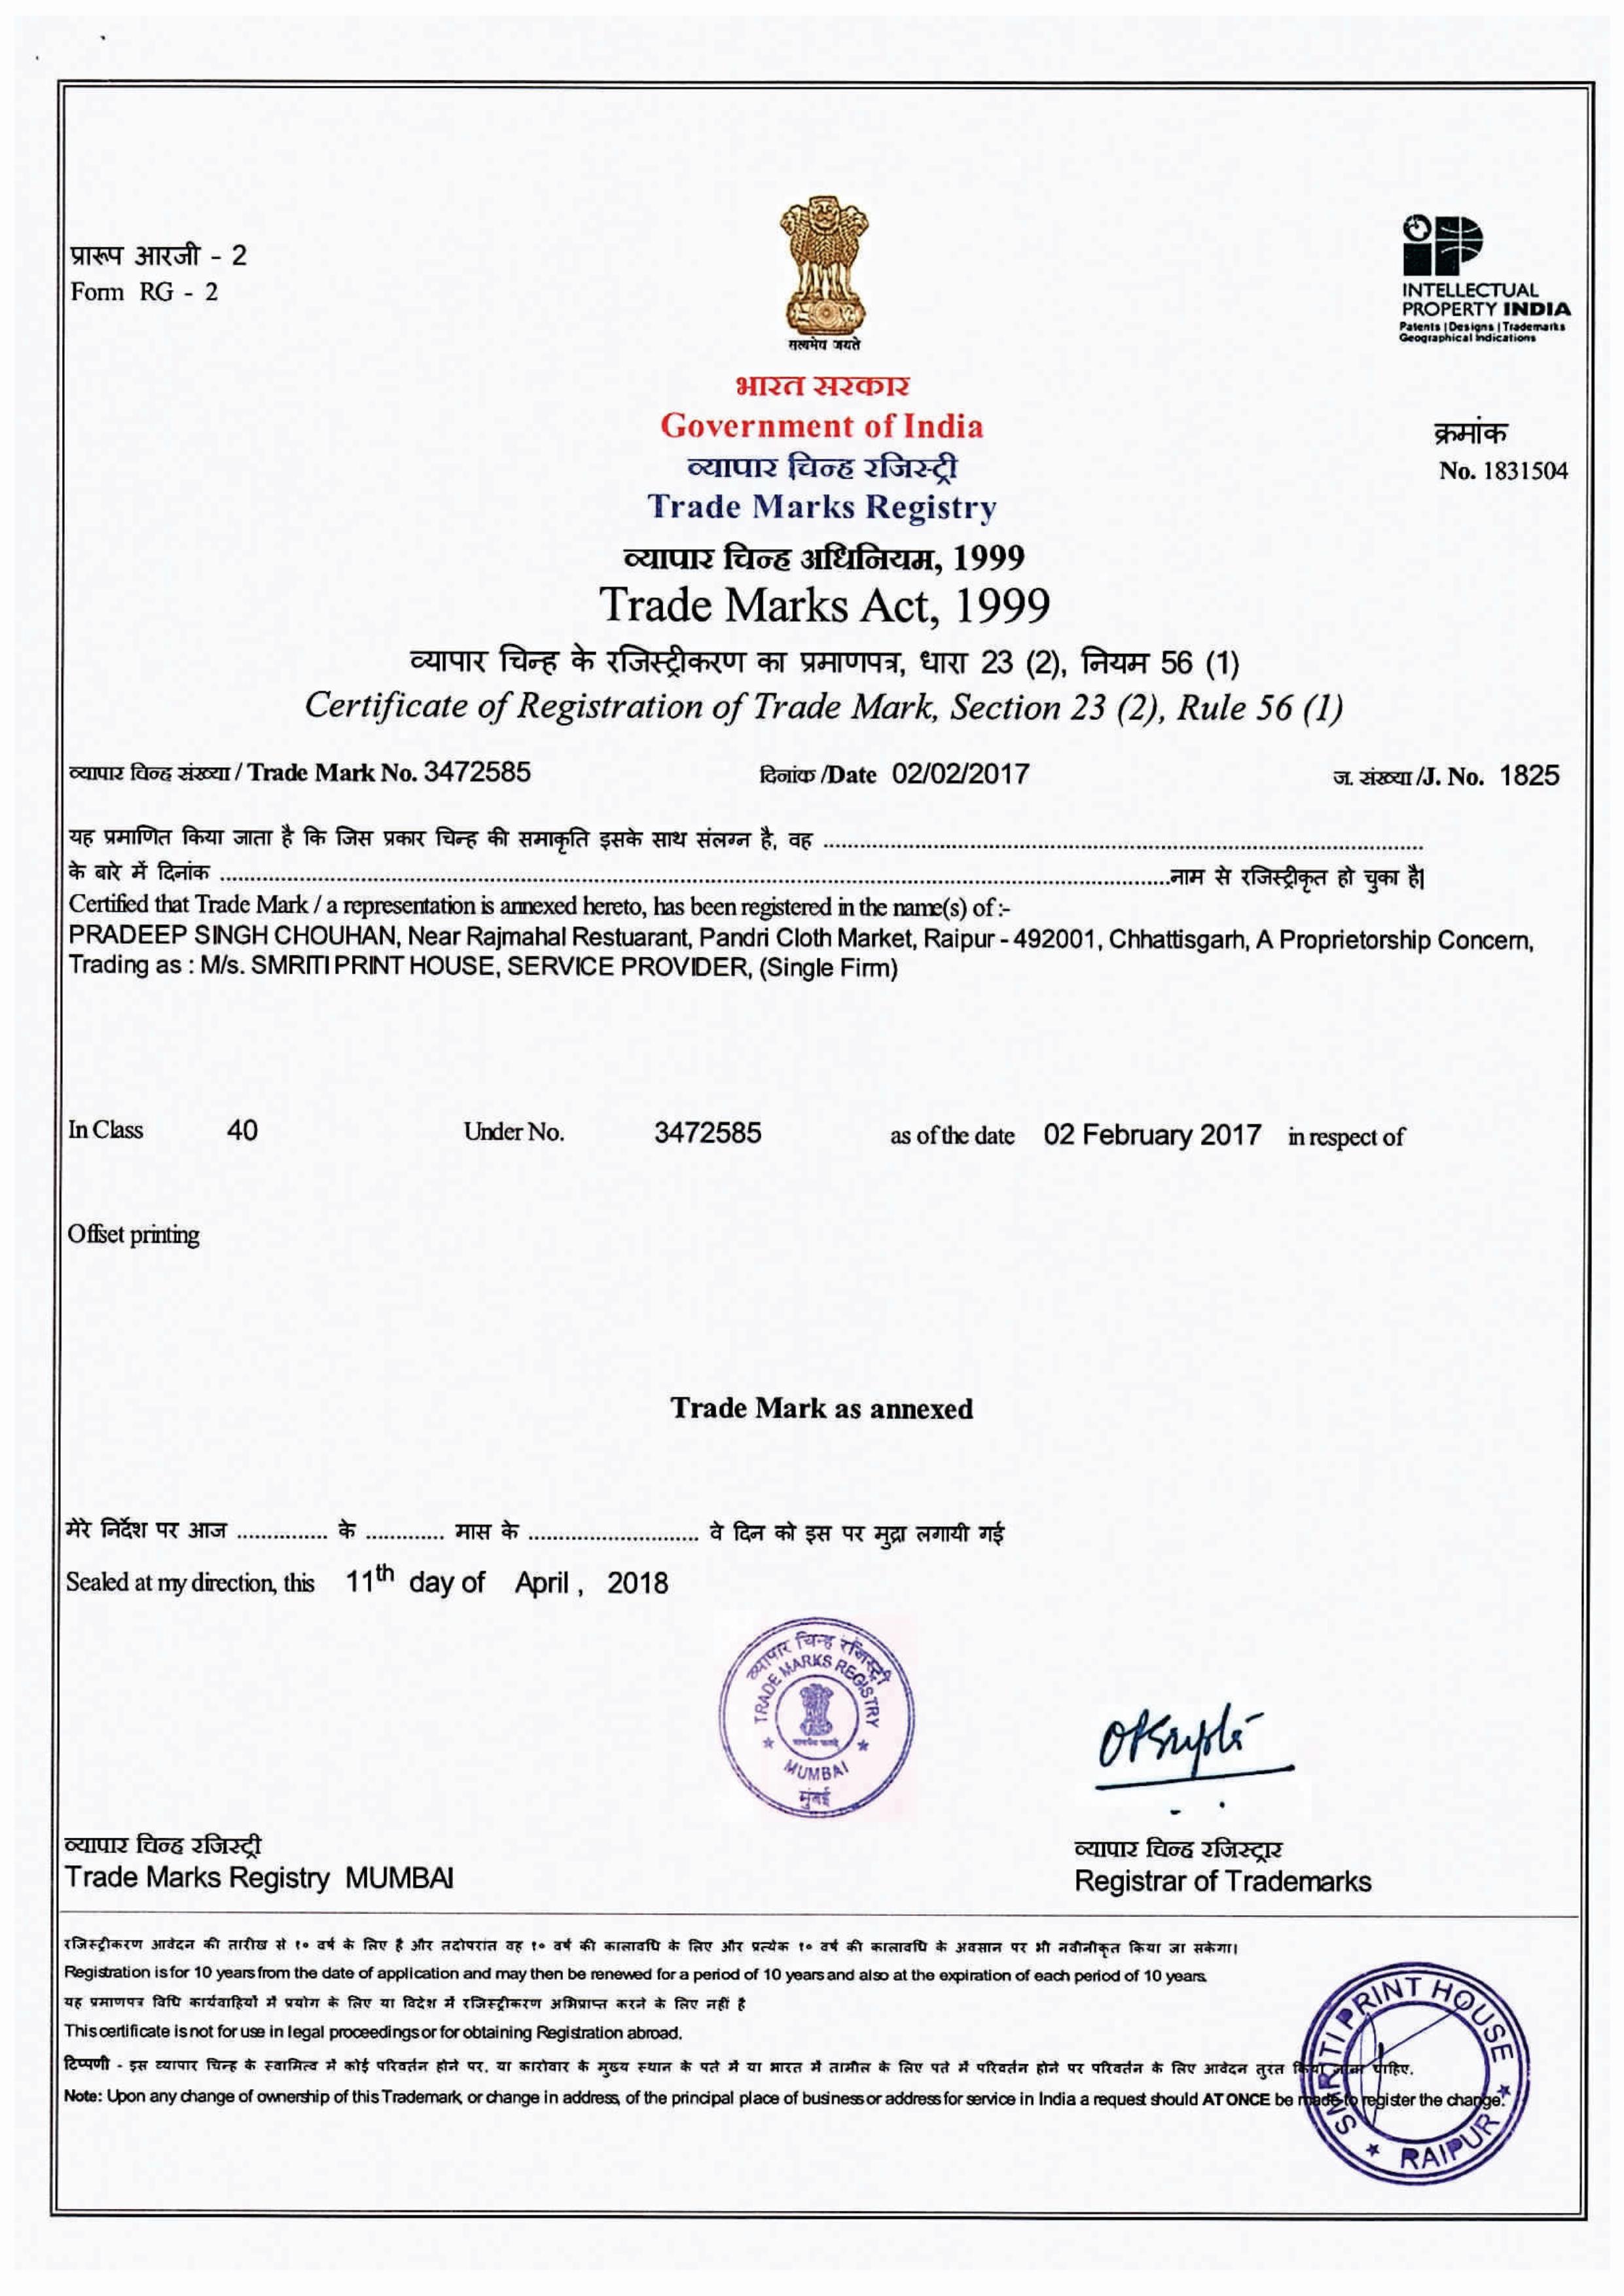 प्रारूप आरजी - 2
Form RG - 2
सत्यमेव जयते
INTELLECTUAL
PROPERTY INDIA
Patents | Designs | Trademarks
Geographical Indications
भारत सरकार
Government of India
व्यापार चिन्ह रजिस्ट्री
Trade Marks Registry
क्रमांक
No. 1831504
व्यापार चिन्ह अधिनियम, 1999
Trade Marks Act, 1999
व्यापार चिन्ह के रजिस्ट्रीकरण का प्रमाणपत्र, धारा 23 (2), नियम 56 (1)
Certificate of Registration of Trade Mark, Section 23 (2), Rule 56 (1)
व्यापार चिन्ह संख्या / Trade Mark No. 3472585 दिनांक /Date 02/02/2017 ज. संख्या /J. No. 1825
यह प्रमाणित किया जाता है कि जिस प्रकार चिन्ह की समाकृति इसके साथ संलग्न है, वह ........................................
के बारे में दिनांक ........................................नाम से रजिस्ट्रीकृत हो चुका है|
Certified that Trade Mark / a representation is annexed hereto, has been registered in the name(s) of :-
PRADEEP SINGH CHOUHAN, Near Rajmahal Restuarant, Pandri Cloth Market, Raipur - 492001, Chhattisgarh, A Proprietorship Concern,
Trading as : M/s. SMRITI PRINT HOUSE, SERVICE PROVIDER, (Single Firm)
In Class 40 Under No. 3472585 as of the date 02 February 2017 in respect of
Offset printing
Trade Mark as annexed
मेरे निर्देश पर आज ............... के ............. मास के ............................ वे दिन को इस पर मुद्रा लगायी गई
Sealed at my direction, this 11th day of April , 2018
व्यापार चिन्ह रजिस्ट्री
TRADE MARKS REGISTRY
MUMBAI
मुंबई
व्यापार चिन्ह रजिस्ट्री
Trade Marks Registry MUMBAI
व्यापार चिन्ह रजिस्ट्रार
Registrar of Trademarks
रजिस्ट्रीकरण आवेदन की तारीख से १० वर्ष के लिए है और तदोपरांत वह १० वर्ष की कालावधि के लिए और प्रत्येक १० वर्ष की कालावधि के अवसान पर भी नवीनीकृत किया जा सकेगा।
Registration is for 10 years from the date of application and may then be renewed for a period of 10 years and also at the expiration of each period of 10 years.
यह प्रमाणपत्र विधि कार्यवाहियों में प्रयोग के लिए या विदेश में रजिस्ट्रीकरण अभिप्राप्त करने के लिए नहीं है
This certificate is not for use in legal proceedings or for obtaining Registration abroad.
टिप्पणी - इस व्यापार चिन्ह के स्वामित्व में कोई परिवर्तन होने पर, या कारोवार के मुख्य स्थान के पते में या भारत में तामील के लिए पते में परिवर्तन होने पर परिवर्तन के लिए आवेदन तुरंत किया जाना चाहिए.
Note: Upon any change of ownership of this Trademark, or change in address, of the principal place of business or address for service in India a request should AT ONCE be made to register the change.
SMRITI PRINT HOUSE
RAIPUR